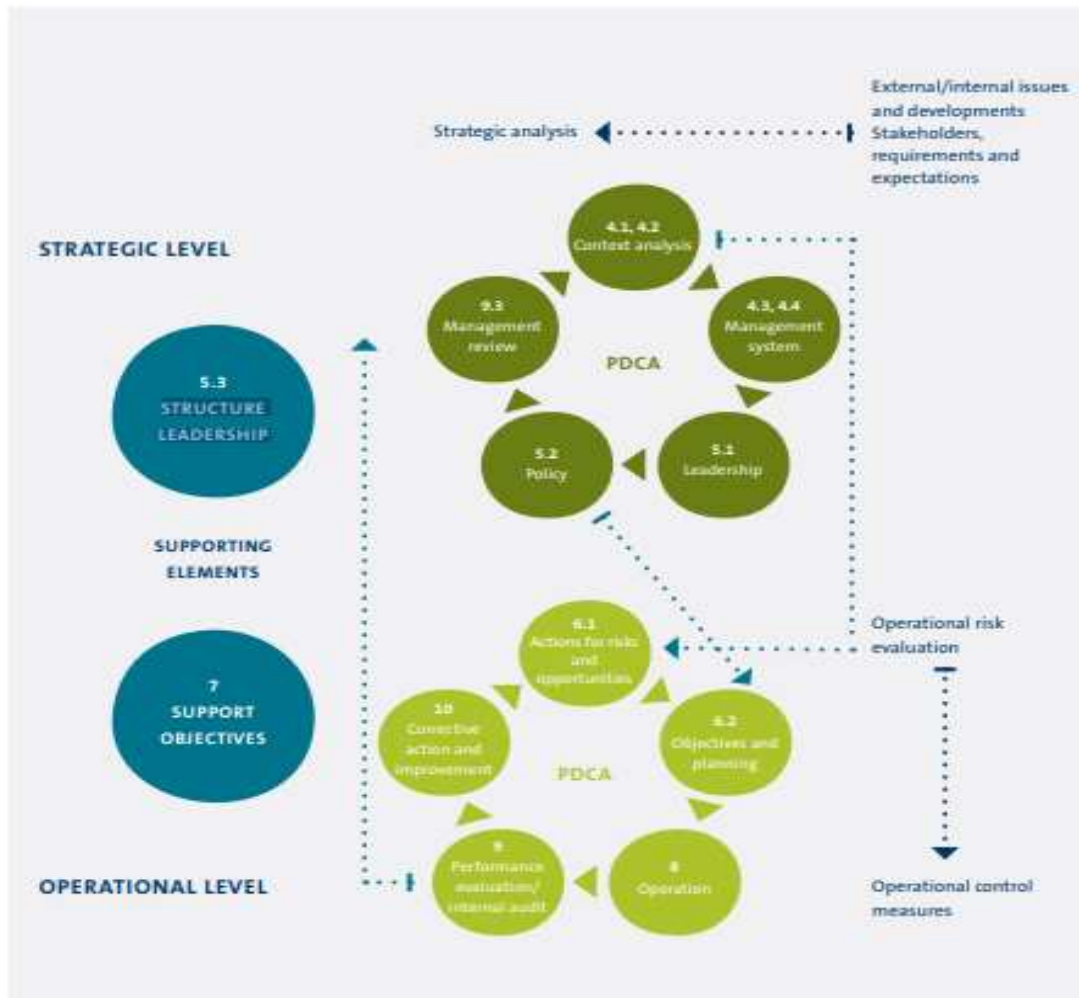 External/internal issues
and developments
Stakeholders,
requirements and
expectations
Strategic analysis
STRATEGIC LEVEL
4.1, 4.2
Context analysis
9.3
Management
review
4.3, 4.4
Management
system
PDCA
5.3
STRUCTURE
LEADERSHIP
5.2
Policy
5.1
Leadership
SUPPORTING
ELEMENTS
6.1
Actions for risks
and
opportunities
Operational risk
evaluation
7
SUPPORT
OBJECTIVES
10
Corrective
action and
improvement
6.2
Objectives and
planning
PDCA
9
Performance
evaluation/
internal audit
8
Operation
OPERATIONAL LEVEL
Operational control
measures